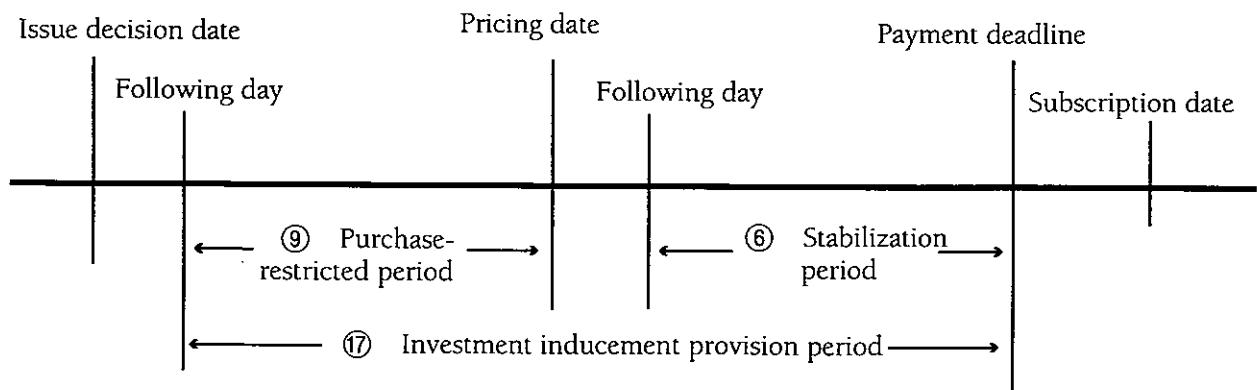 Issue decision date
Pricing date
Payment deadline
Following day
Following day
Subscription date
⑨ Purchase-
restricted period
⑥ Stabilization
period
⑰ Investment inducement provision period